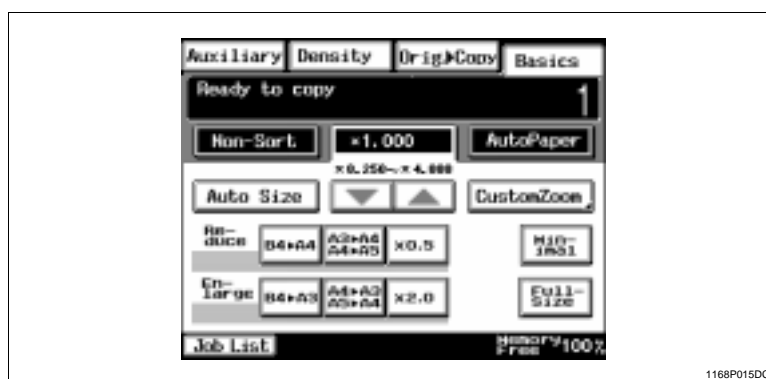 Auxiliary Density Orig.▸Copy Basics
Ready to copy 1
Non-Sort ×1.000 AutoPaper
×0.250~×4.000
Auto Size ▼ ▲ CustomZoom
Re-
duce B4▸A4 A3▸A4 ×0.5 Min-
A4▸A5 imal
En-
large B4▸A3 A4▸A3 ×2.0 Full-
A5▸A4 Size
Job List Memory
Free 100%
1168P015DC